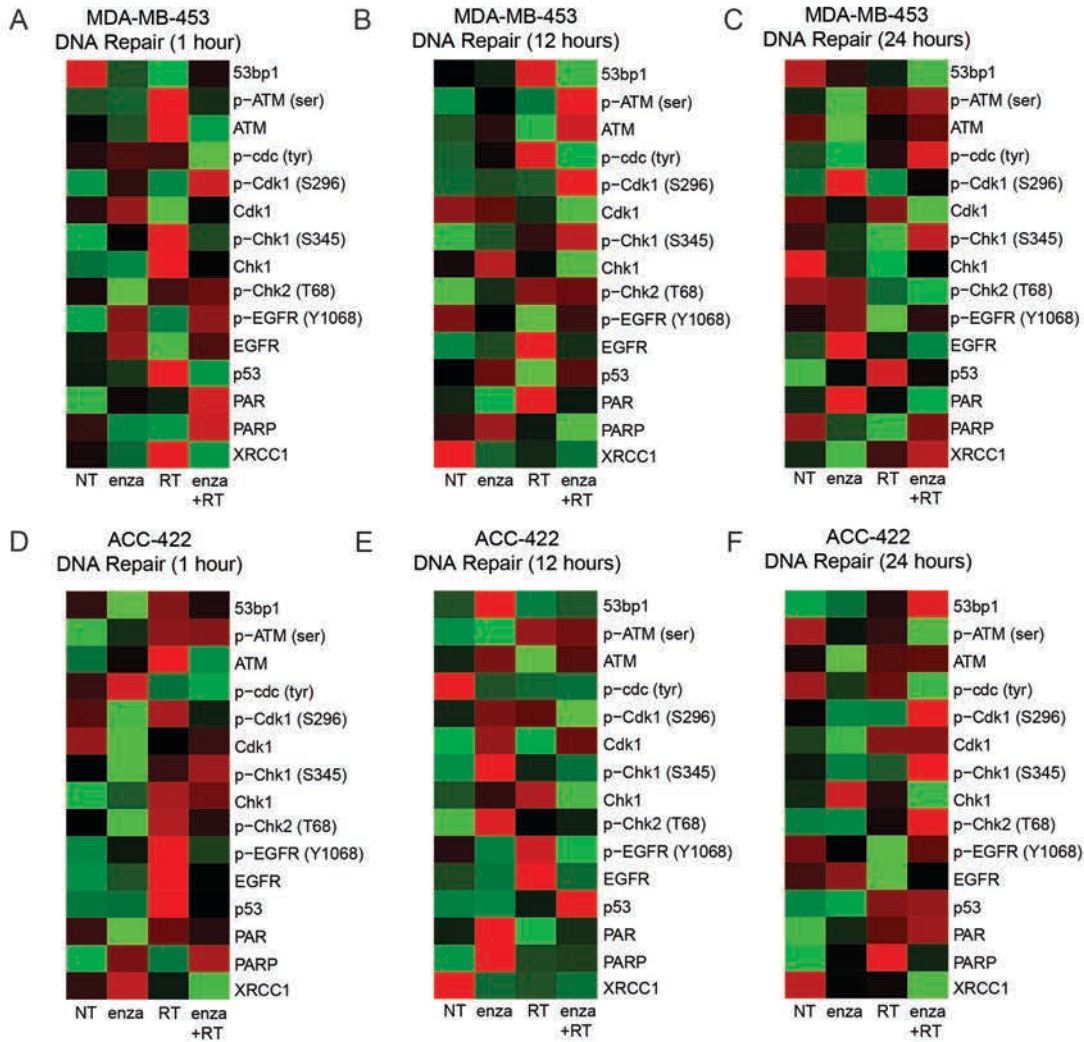 A
MDA-MB-453
DNA Repair (1 hour)
53bp1
p-ATM (ser)
ATM
p-cdc (tyr)
p-Cdk1 (S296)
Cdk1
p-Chk1 (S345)
Chk1
p-Chk2 (T68)
p-EGFR (Y1068)
EGFR
p53
PAR
PARP
XRCC1
NT enza RT enza
+RT
B
MDA-MB-453
DNA Repair (12 hours)
53bp1
p-ATM (ser)
ATM
p-cdc (tyr)
p-Cdk1 (S296)
Cdk1
p-Chk1 (S345)
Chk1
p-Chk2 (T68)
p-EGFR (Y1068)
EGFR
p53
PAR
PARP
XRCC1
NT enza RT enza
+RT
C
MDA-MB-453
DNA Repair (24 hours)
53bp1
p-ATM (ser)
ATM
p-cdc (tyr)
p-Cdk1 (S296)
Cdk1
p-Chk1 (S345)
Chk1
p-Chk2 (T68)
p-EGFR (Y1068)
EGFR
p53
PAR
PARP
XRCC1
NT enza RT enza
+RT
D
ACC-422
DNA Repair (1 hour)
53bp1
p-ATM (ser)
ATM
p-cdc (tyr)
p-Cdk1 (S296)
Cdk1
p-Chk1 (S345)
Chk1
p-Chk2 (T68)
p-EGFR (Y1068)
EGFR
p53
PAR
PARP
XRCC1
NT enza RT enza
+RT
E
ACC-422
DNA Repair (12 hours)
53bp1
p-ATM (ser)
ATM
p-cdc (tyr)
p-Cdk1 (S296)
Cdk1
p-Chk1 (S345)
Chk1
p-Chk2 (T68)
p-EGFR (Y1068)
EGFR
p53
PAR
PARP
XRCC1
NT enza RT enza
+RT
F
ACC-422
DNA Repair (24 hours)
53bp1
p-ATM (ser)
ATM
p-cdc (tyr)
p-Cdk1 (S296)
Cdk1
p-Chk1 (S345)
Chk1
p-Chk2 (T68)
p-EGFR (Y1068)
EGFR
p53
PAR
PARP
XRCC1
NT enza RT enza
+RT